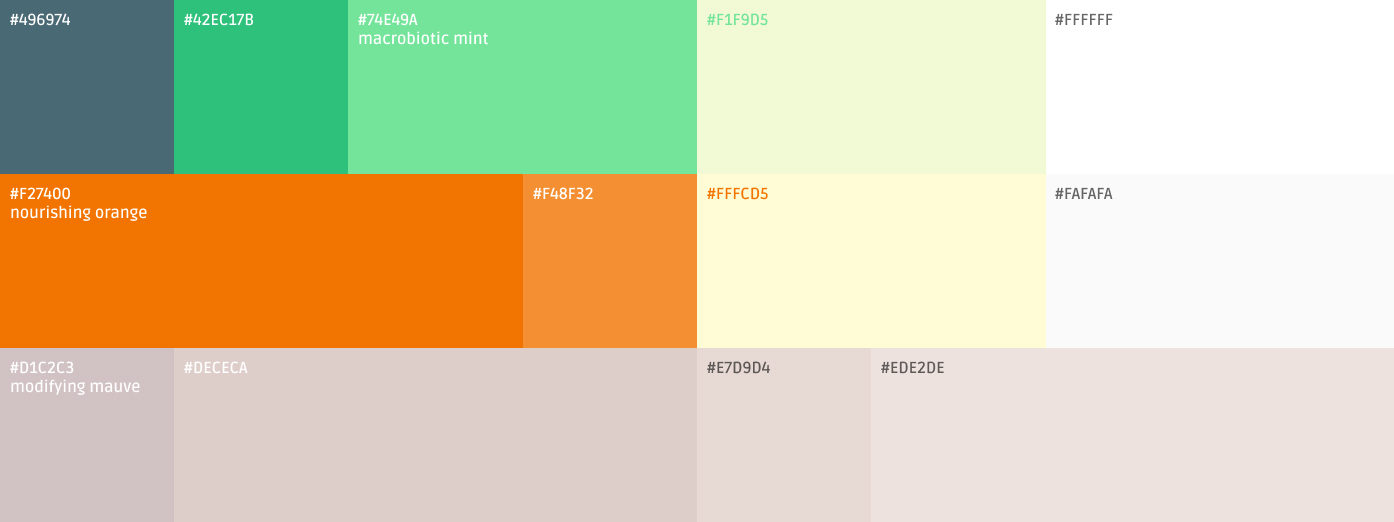 #496974
#42EC17B
#74E49A
macrobiotic mint
#F1F9D5
#FFFFFF
#F27400
nourishing orange
#F48F32
#FFFCD5
#FAFAFA
#D1C2C3
modifying mauve
#DECECA
#E7D9D4
#EDE2DE